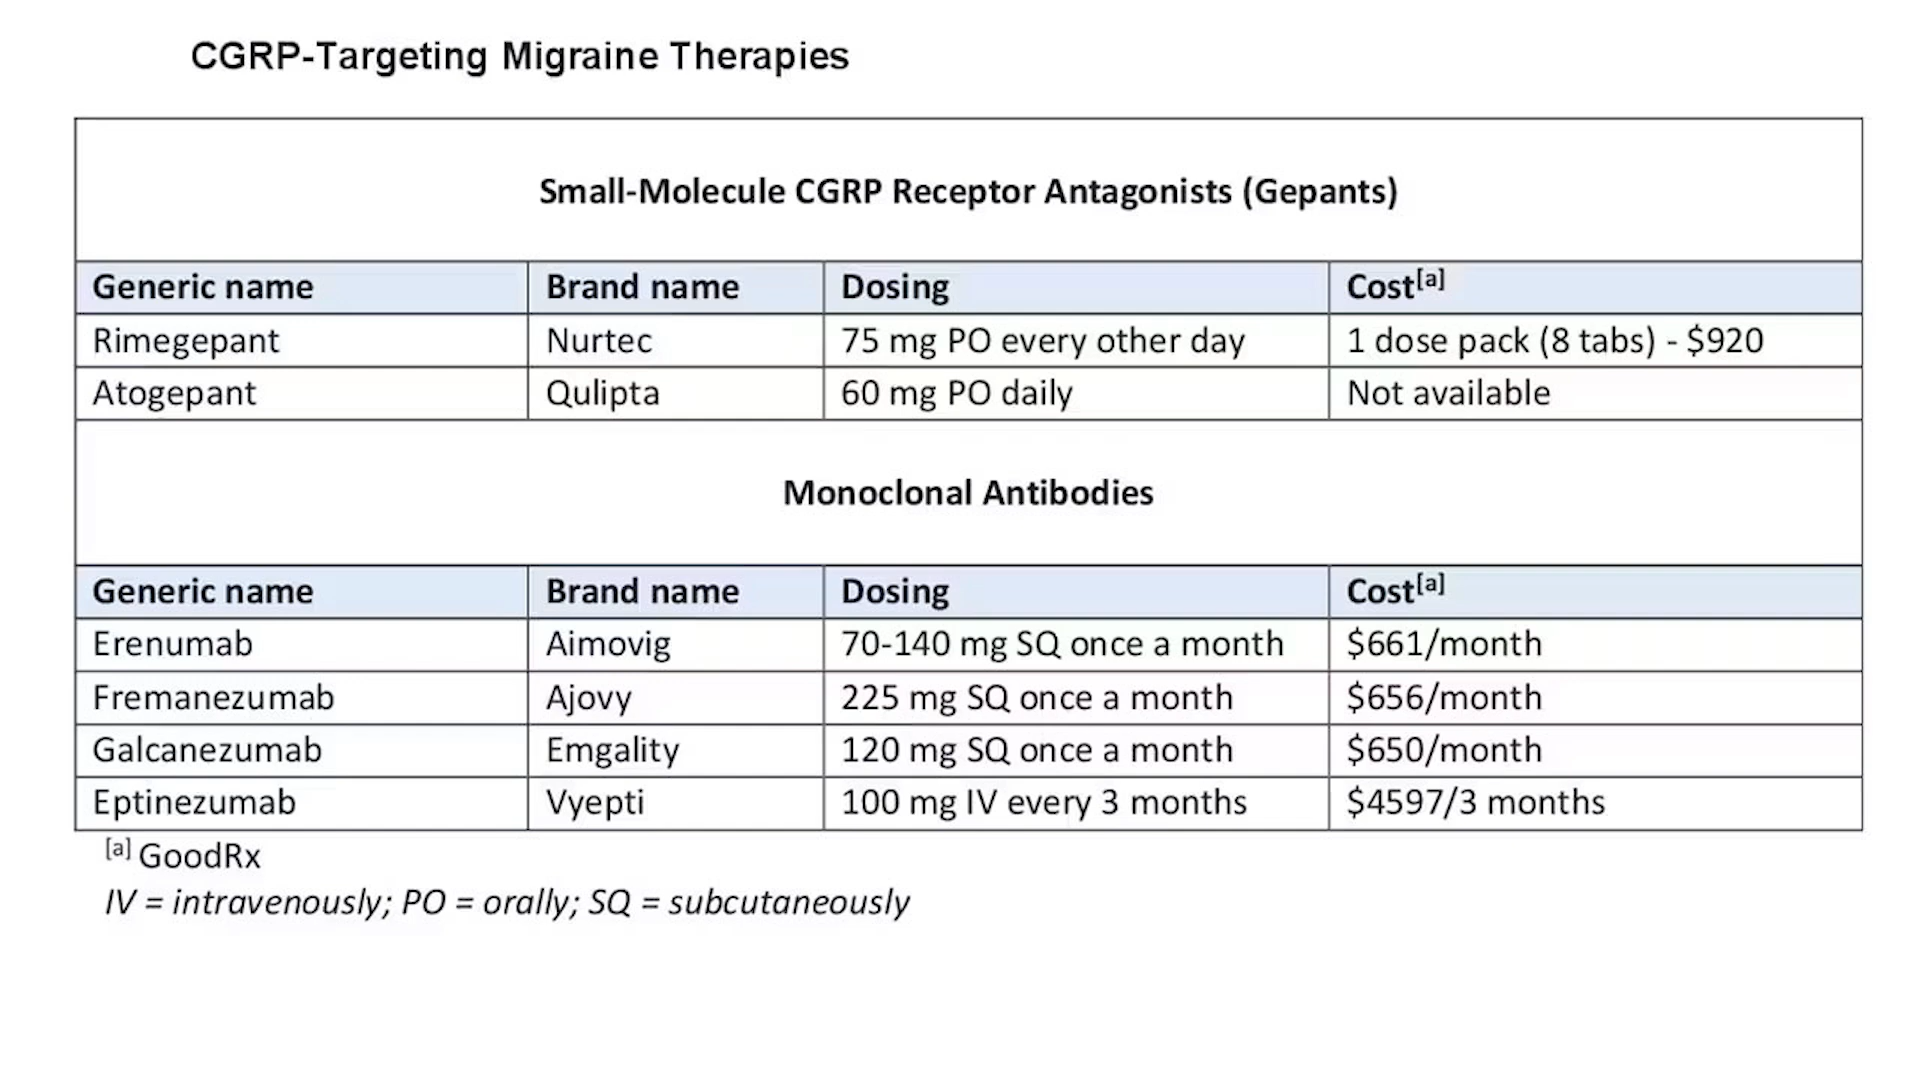 CGRP-Targeting Migraine Therapies
Small-Molecule CGRP Receptor Antagonists (Gepants)
Generic name Brand name Dosing Cost[a]
Rimegepant Nurtec 75 mg PO every other day 1 dose pack (8 tabs) - $920
Atogepant Qulipta 60 mg PO daily Not available
Monoclonal Antibodies
Generic name Brand name Dosing Cost[a]
Erenumab Aimovig 70-140 mg SQ once a month $661/month
Fremanezumab Ajovy 225 mg SQ once a month $656/month
Galcanezumab Emgality 120 mg SQ once a month $650/month
Eptinezumab Vyepti 100 mg IV every 3 months $4597/3 months
[a] GoodRx
IV = intravenously; PO = orally; SQ = subcutaneously